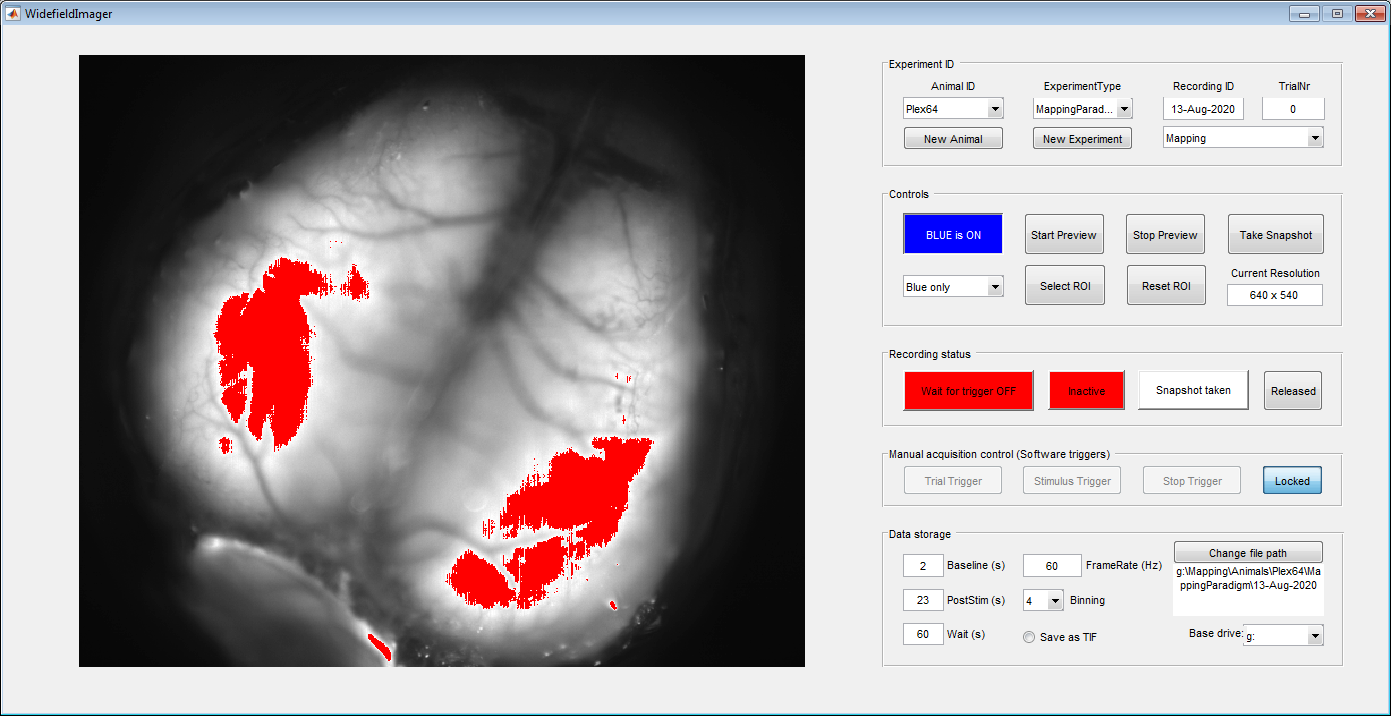 WidefieldImager
Experiment ID
Animal ID ExperimentType Recording ID TrialNr
Plex64 MappingParad... 13-Aug-2020 0
New Animal New Experiment Mapping
Controls
BLUE is ON Start Preview Stop Preview Take Snapshot
Current Resolution
Blue only Select ROI Reset ROI 640 x 540
Recording status
Wait for trigger OFF Inactive Snapshot taken Released
Manual acquisition control (Software triggers)
Trial Trigger Stimulus Trigger Stop Trigger Locked
Data storage
Change file path
2 Baseline (s) 60 FrameRate (Hz)
g:\Mapping\Animals\Plex64\Ma
ppingParadigm\13-Aug-2020
23 PostStim (s) 4 Binning
60 Wait (s) Save as TIF Base drive: g: